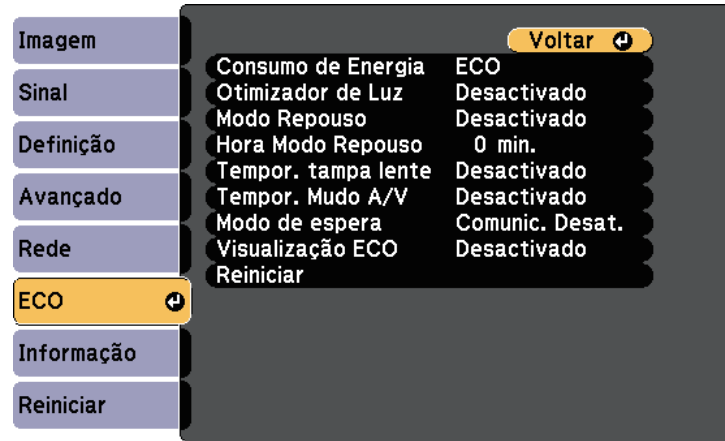 Imagem
Sinal
Definição
Avançado
Rede
ECO
Informação
Reiniciar
Voltar
Consumo de Energia ECO
Otimizador de Luz Desactivado
Modo Repouso Desactivado
Hora Modo Repouso 0 min.
Tempor. tampa lente Desactivado
Tempor. Mudo A/V Desactivado
Modo de espera Comunic. Desat.
Visualização ECO Desactivado
Reiniciar